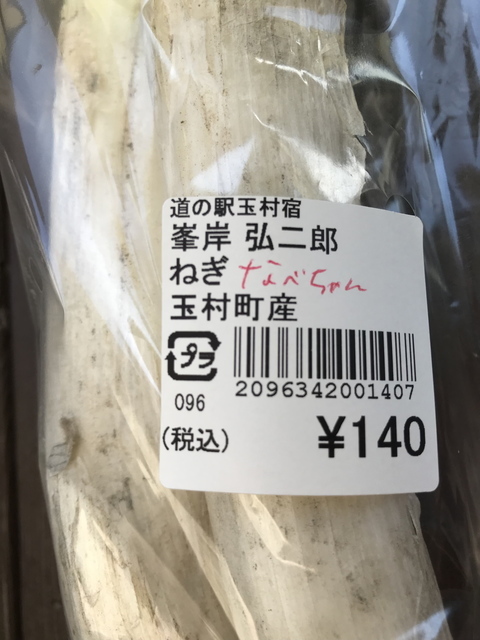 道の駅玉村宿
峯岸 弘二郎
ねぎ なべちゃん
玉村町産
プラ
2096342001407
096
(税込) ¥140